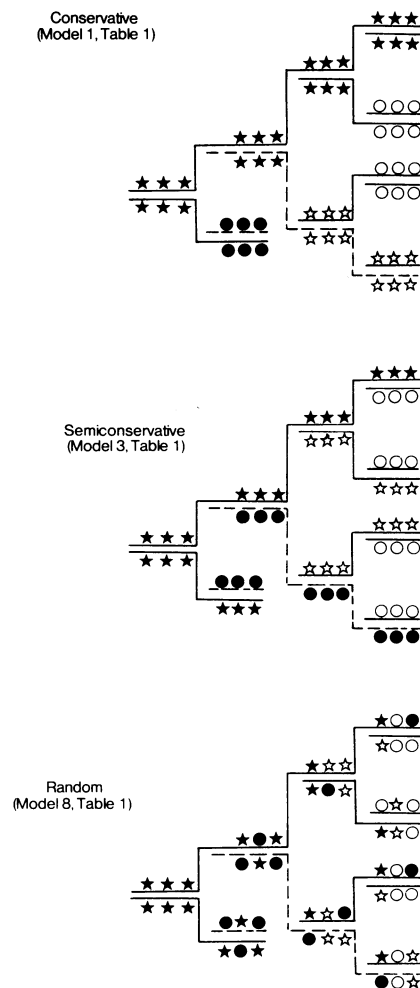 Conservative
(Model 1, Table 1)
Semiconservative
(Model 3, Table 1)
Random
(Model 8, Table 1)